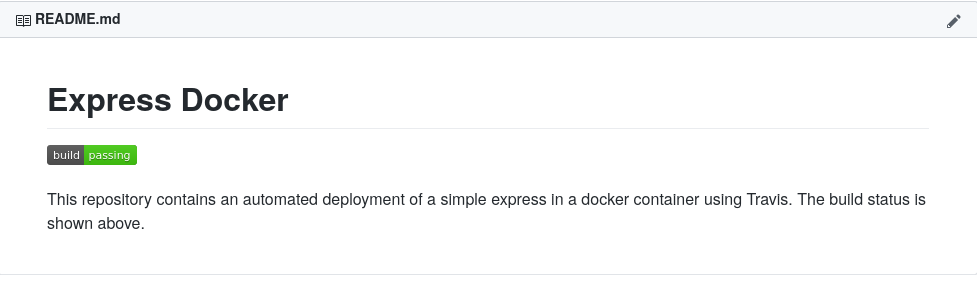 README.md
Express Docker
build passing
This repository contains an automated deployment of a simple express in a docker container using Travis. The build status is
shown above.